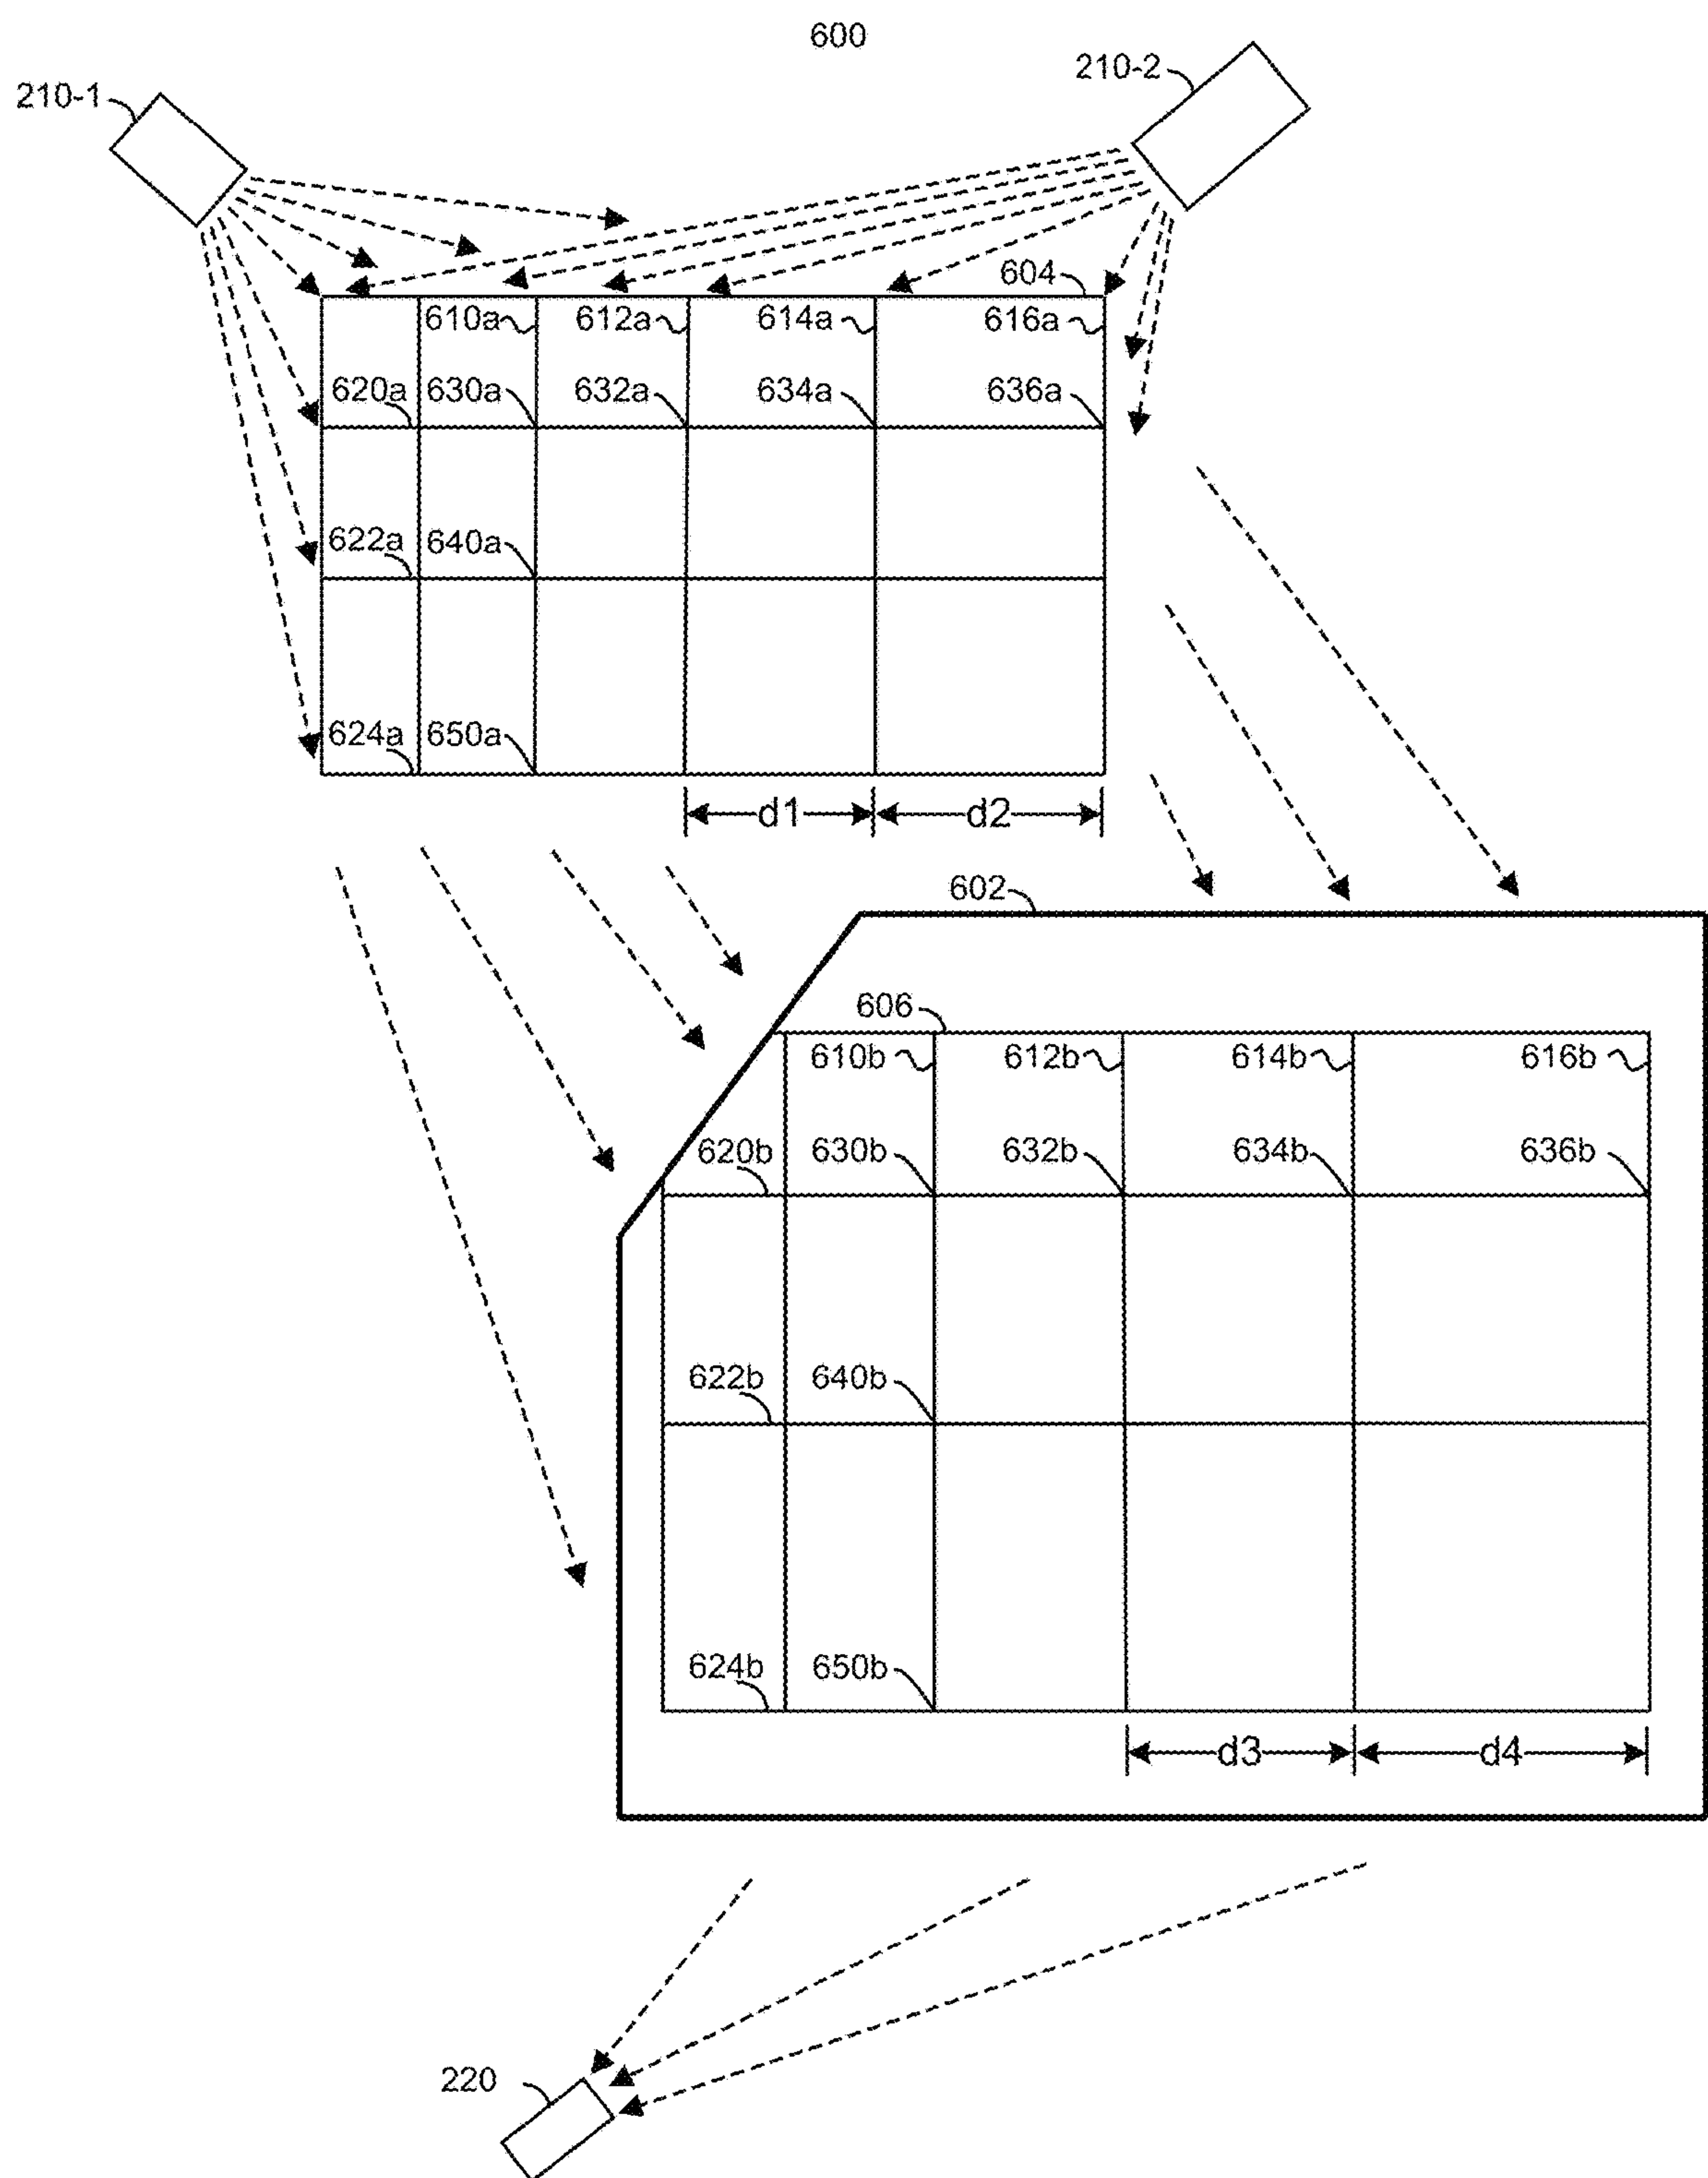 600
210-1
210-2
604
610a 612a 614a 616a
620a 630a 632a 634a 636a
622a 640a
624a 650a
d1 d2
602
606
610b 612b 614b 616b
620b 630b 632b 634b 636b
622b 640b
624b 650b
d3 d4
220